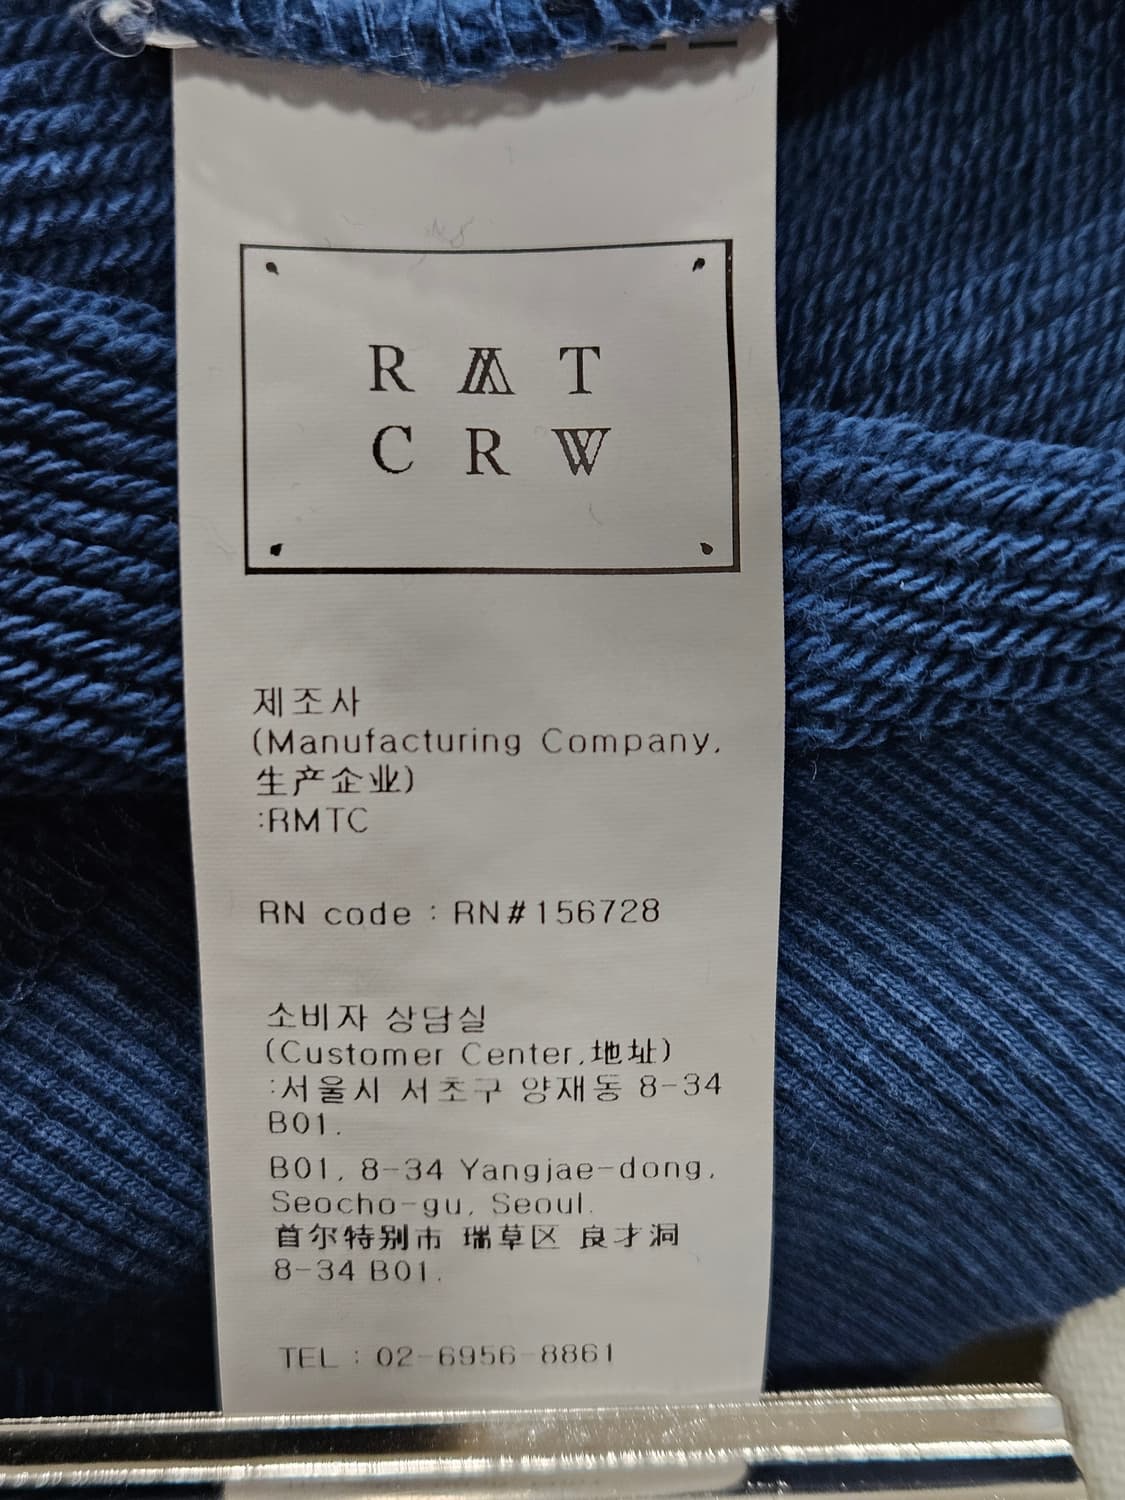 R M T
C R W
제조사
(Manufacturing Company,
生产企业)
:RMTC
RN code : RN#156728
소비자 상담실
(Customer Center,地址)
:서울시 서초구 양재동 8-34
B01.
B01, 8-34 Yangjae-dong,
Seocho-gu, Seoul.
首尔特别市 瑞草区 良才洞
8-34 B01.
TEL : 02-6956-8861